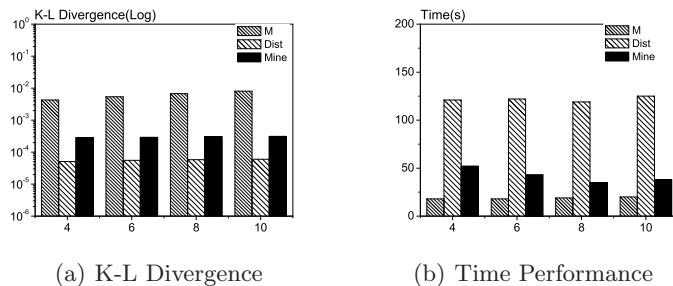 K-L Divergence(Log)
10^0
10^-1
10^-2
10^-3
10^-4
10^-5
10^-6
M
Dist
Mine
4 6 8 10
(a) K-L Divergence
Time(s)
200
150
100
50
0
M
Dist
Mine
4 6 8 10
(b) Time Performance